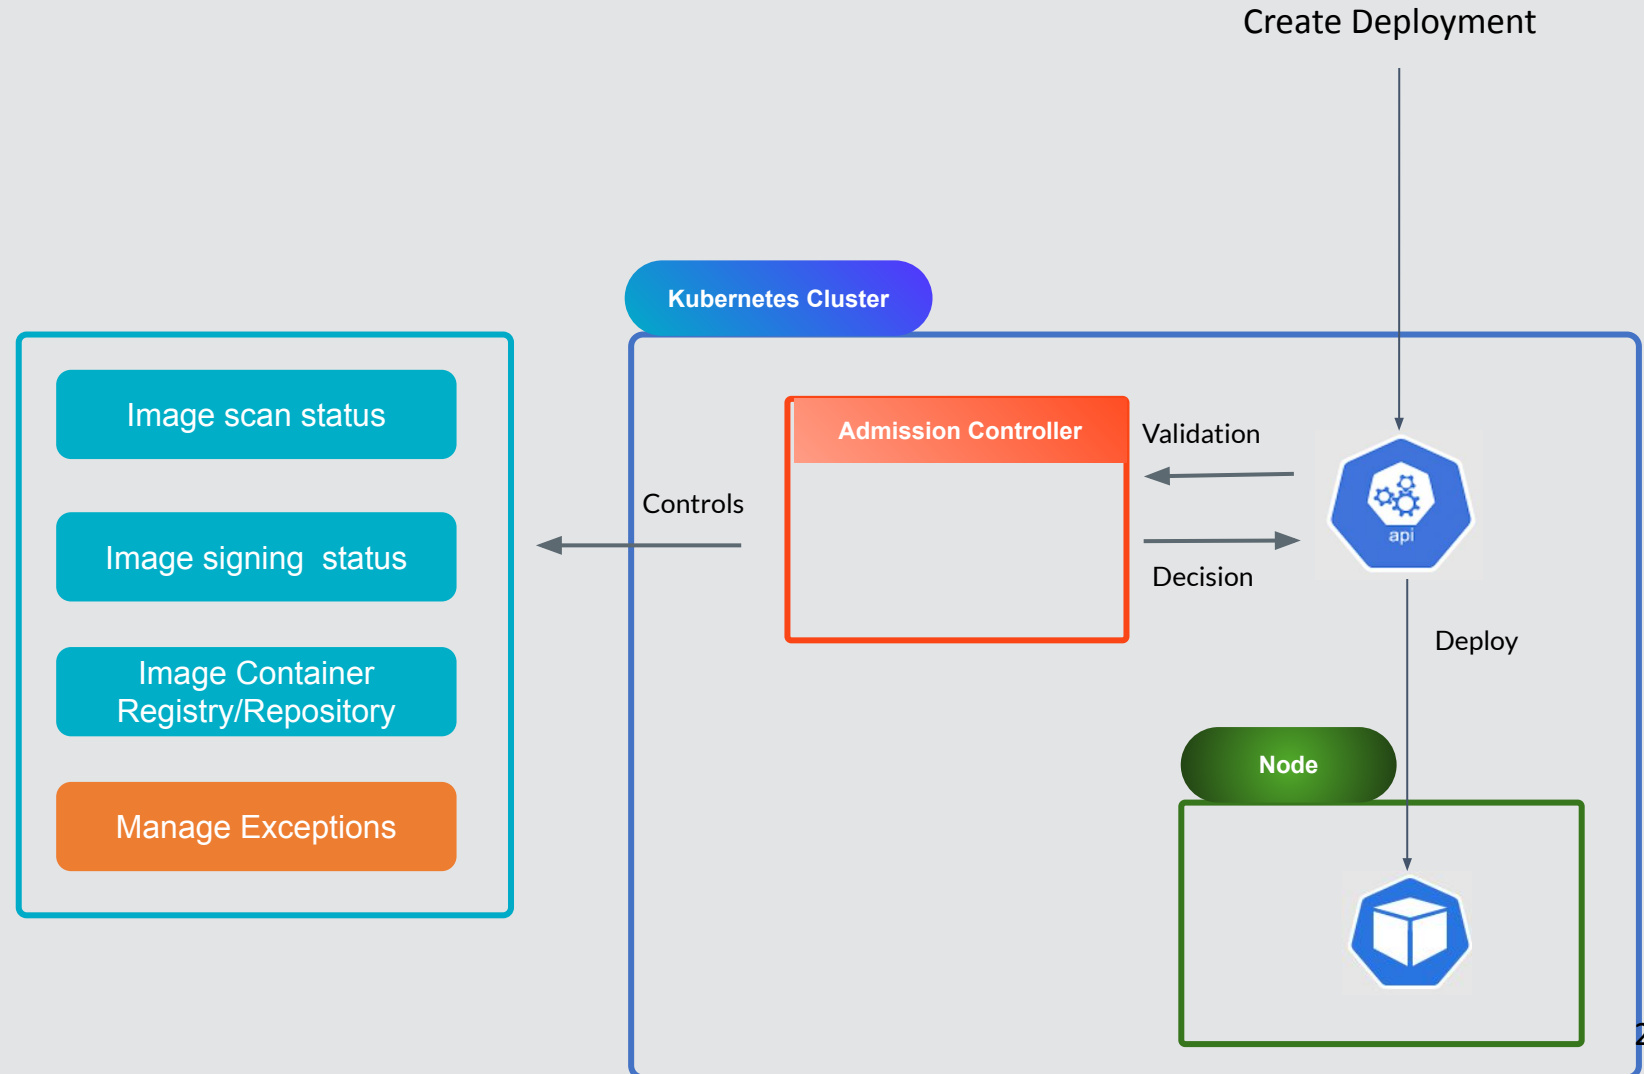 Create Deployment
Kubernetes Cluster
Image scan status
Admission Controller
Validation
Controls
api
Image signing  status
Decision
Deploy
Image Container
Registry/Repository
Node
Manage Exceptions
2